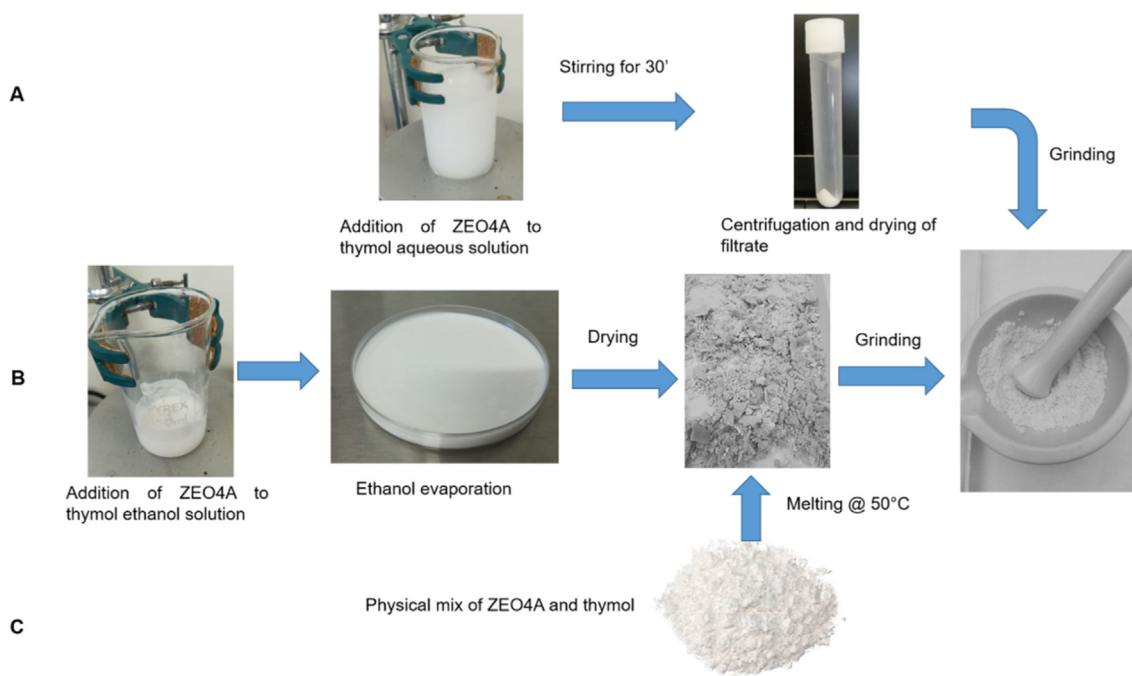 A
Stirring for 30'
Grinding
Addition of ZEO4A to
thymol aqueous solution
Centrifugation and drying of
filtrate
B
PYREX
Drying
Grinding
Addition of ZEO4A to
thymol ethanol solution
Ethanol evaporation
Melting @ 50°C
Physical mix of ZEO4A and thymol
C